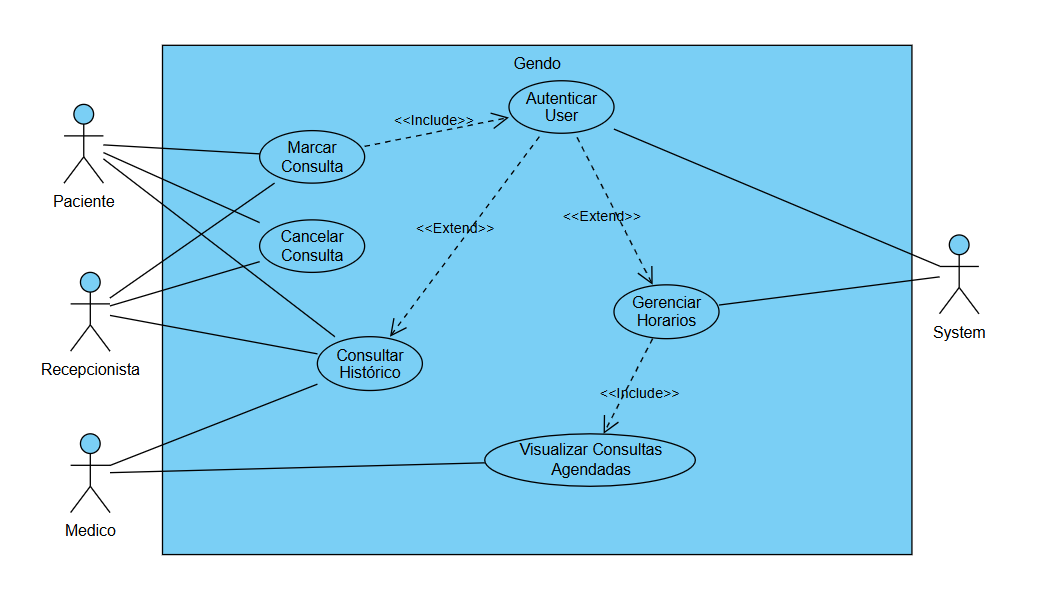 Gendo
Autenticar
User
<<Include>>
Marcar
Consulta
Paciente
<<Extend>>
<<Extend>>
Cancelar
Consulta
Gerenciar
Horarios
System
Recepcionista
Consultar
Histórico
<<Include>>
Visualizar Consultas
Agendadas
Medico